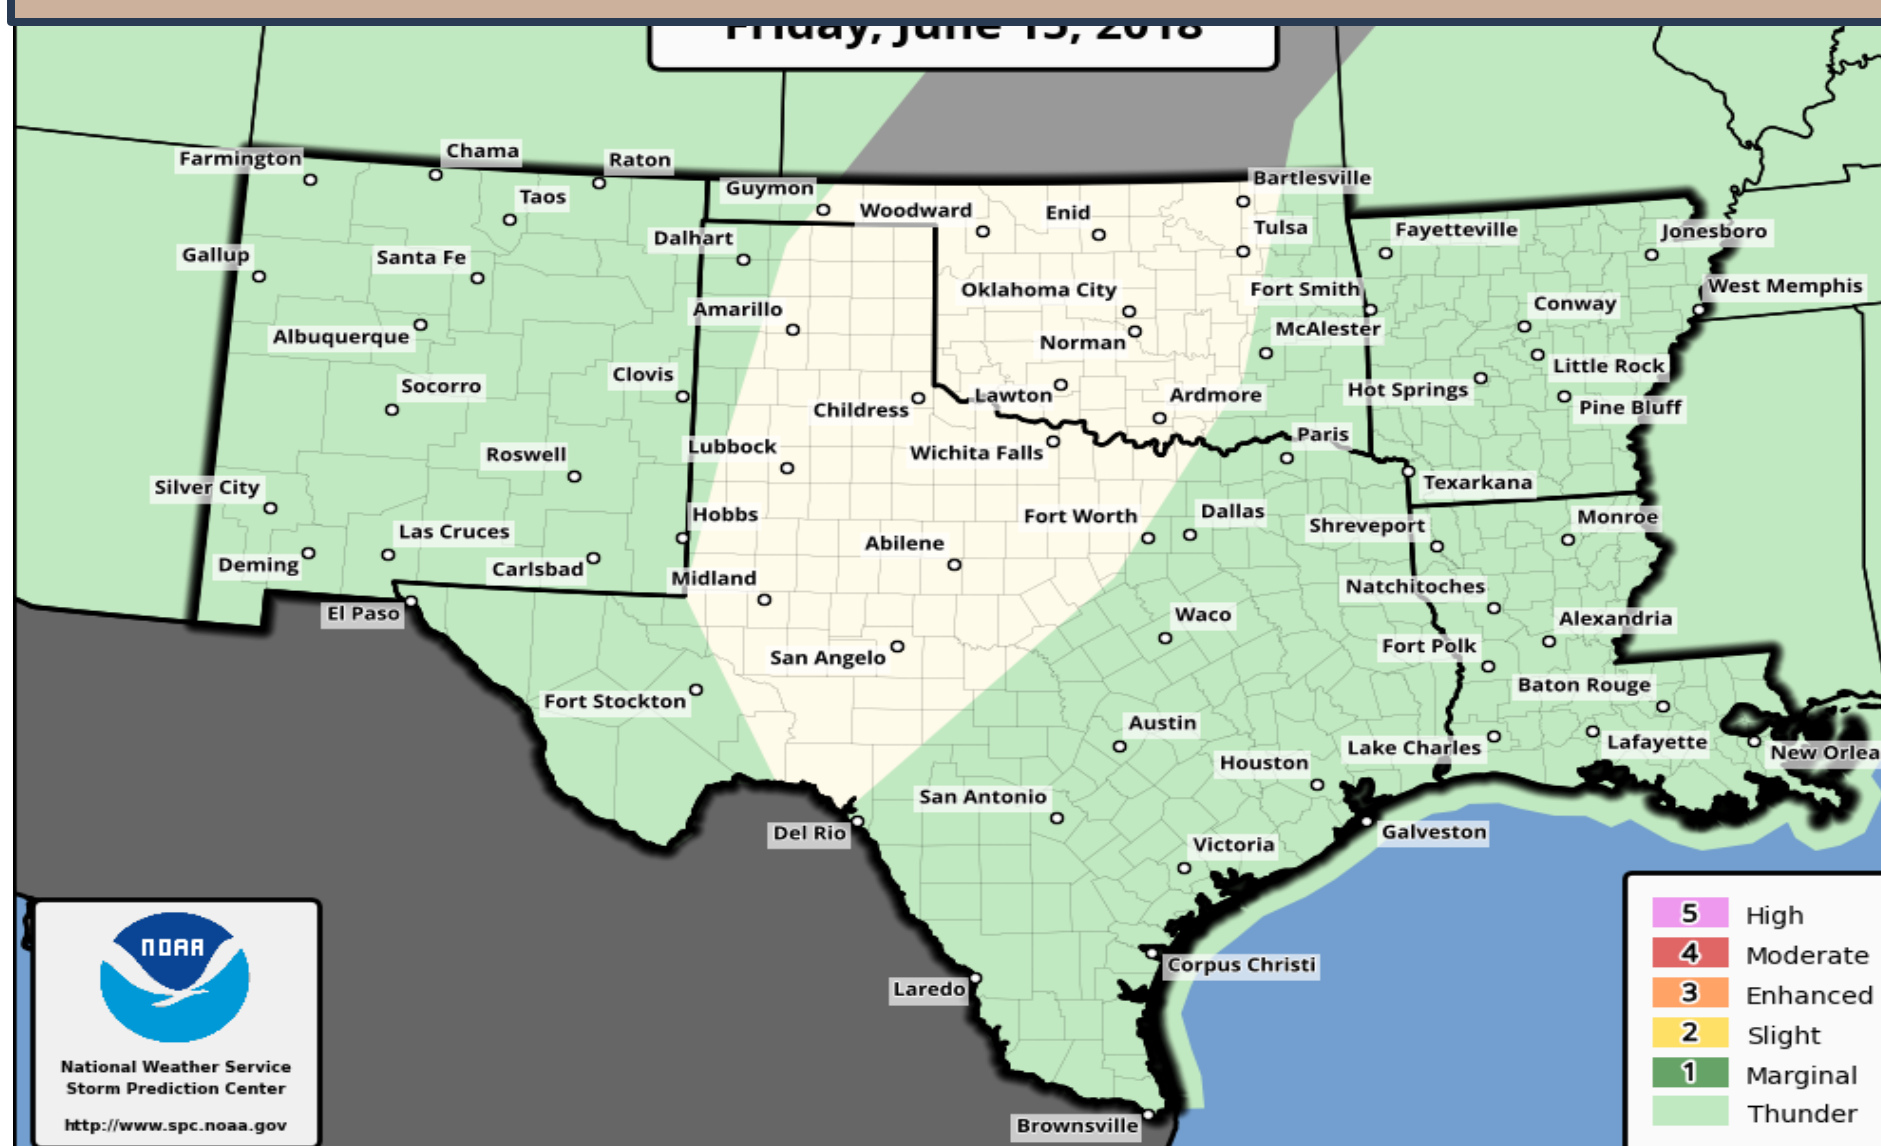 Friday, June 15, 2018
Farmington
Chama
Raton
Taos
Guymon
Woodward
Enid
Bartlesville
Tulsa
Fayetteville
Jonesboro
Dalhart
Gallup
Santa Fe
Oklahoma City
Fort Smith
West Memphis
Amarillo
Conway
Albuquerque
Norman
McAlester
Little Rock
Clovis
Socorro
Childress
Lawton
Ardmore
Hot Springs
Pine Bluff
Lubbock
Wichita Falls
Paris
Roswell
Silver City
Texarkana
Hobbs
Fort Worth
Dallas
Shreveport
Monroe
Las Cruces
Abilene
Deming
Carlsbad
Midland
Natchitoches
El Paso
Waco
Alexandria
San Angelo
Fort Polk
Fort Stockton
Baton Rouge
Austin
Lake Charles
Lafayette
New Orlea
Houston
San Antonio
Del Rio
Galveston
Victoria
Corpus Christi
Laredo
Brownsville
NOAA
National Weather Service
Storm Prediction Center
http://www.spc.noaa.gov
5 High
4 Moderate
3 Enhanced
2 Slight
1 Marginal
Thunder